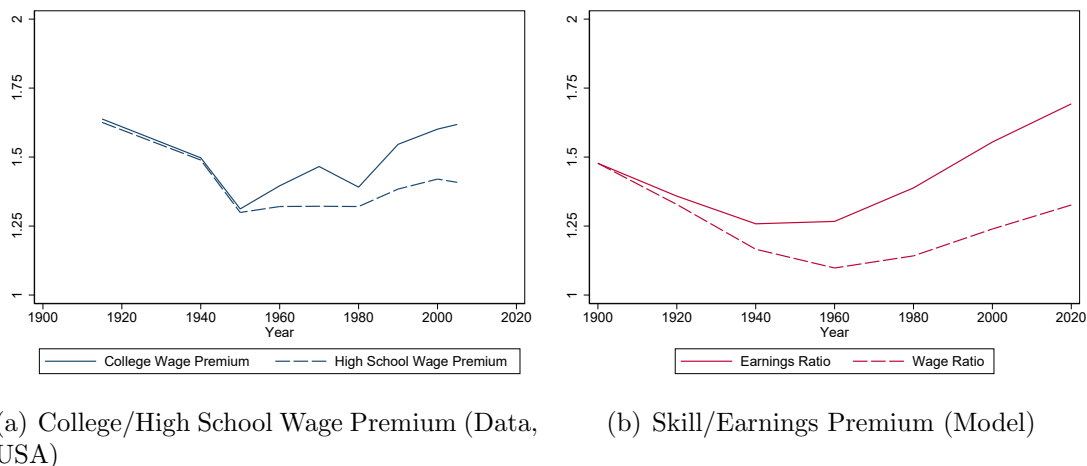 2
1.75
1.5
1.25
1
1900 1920 1940 1960 1980 2000 2020
Year
College Wage Premium High School Wage Premium
(a) College/High School Wage Premium (Data,
USA)
2
1.75
1.5
1.25
1
1900 1920 1940 1960 1980 2000 2020
Year
Earnings Ratio Wage Ratio
(b) Skill/Earnings Premium (Model)